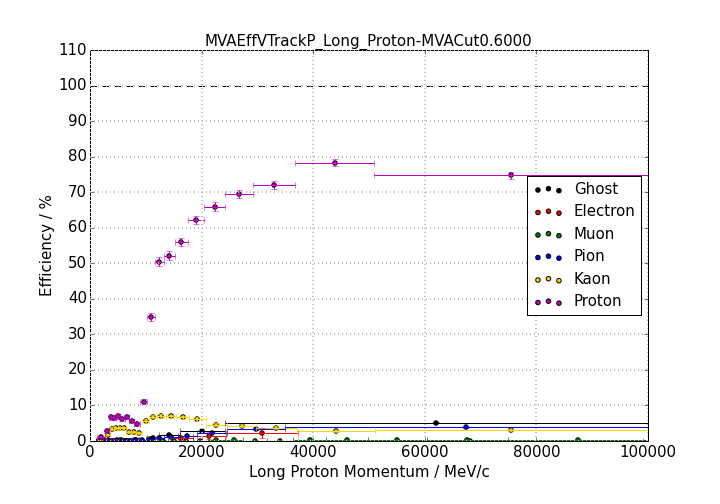 MVAEffVTrackP_Long_Proton-MVACut0.6000
110
100
90
80
70
60
50
40
30
20
10
0
Efficiency / %
Ghost
Electron
Muon
Pion
Kaon
Proton
0 20000 40000 60000 80000 100000
Long Proton Momentum / MeV/c